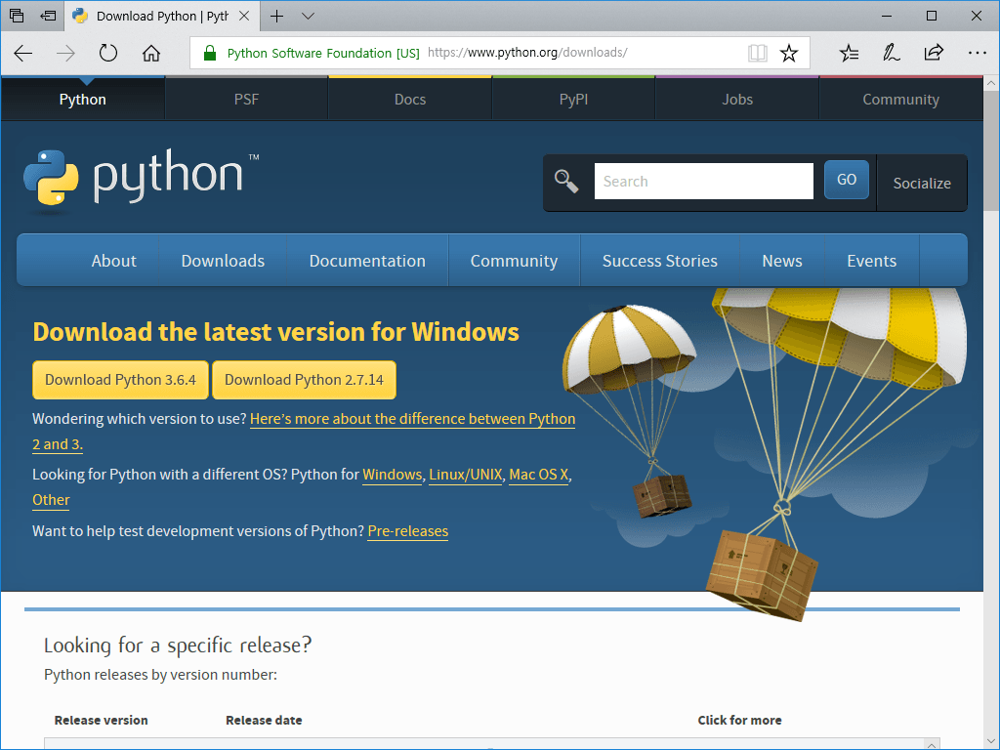 Download Python | Pyth
Python Software Foundation [US] https://www.python.org/downloads/
Python PSF Docs PyPI Jobs Community
python™
Search GO Socialize
About Downloads Documentation Community Success Stories News Events
Download the latest version for Windows
Download Python 3.6.4 Download Python 2.7.14
Wondering which version to use? Here's more about the difference between Python
2 and 3.
Looking for Python with a different OS? Python for Windows, Linux/UNIX, Mac OS X,
Other
Want to help test development versions of Python? Pre-releases
Looking for a specific release?
Python releases by version number:
Release version Release date Click for more